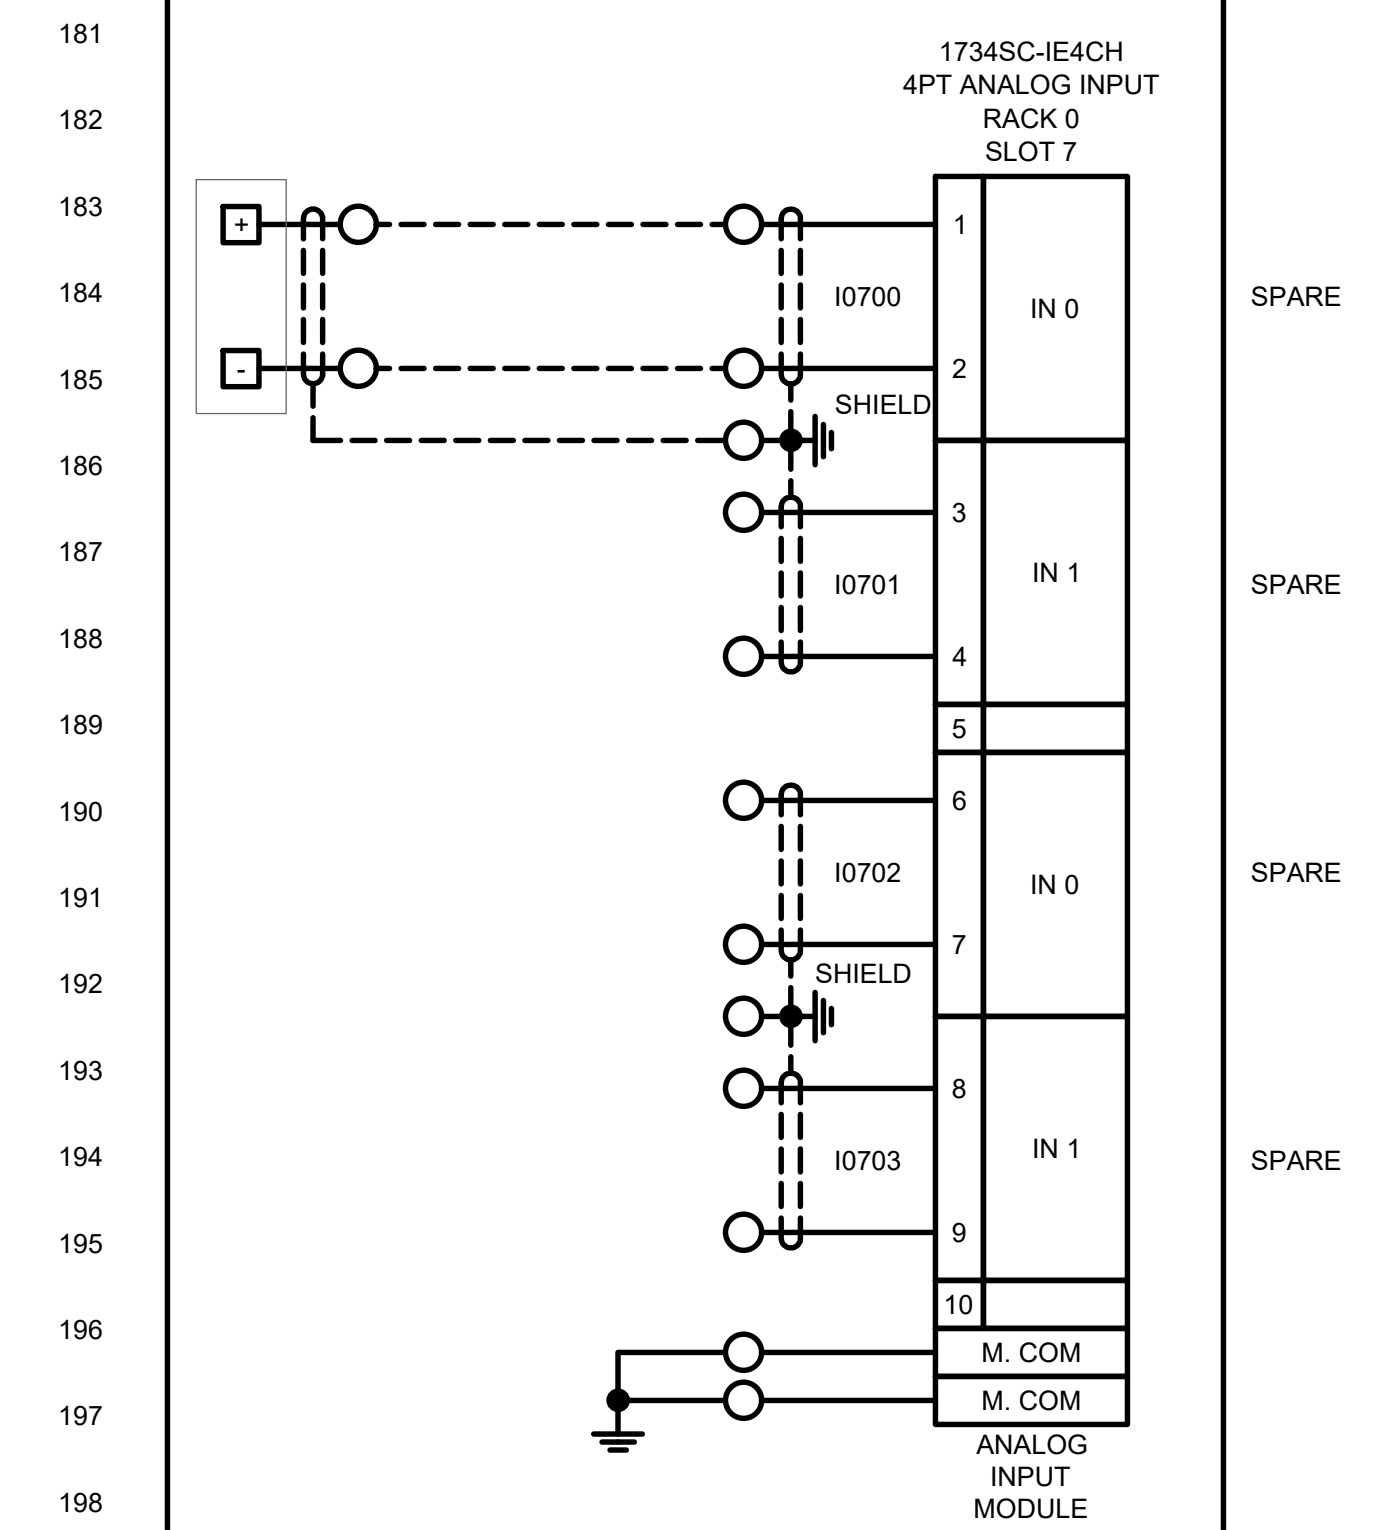 181
1734SC-IE4CH
4PT ANALOG INPUT
182
RACK 0
SLOT 7
183
+
1
184
I0700
IN 0
SPARE
185
-
2
SHIELD
186
3
187
I0701
IN 1
SPARE
188
4
189
5
190
6
191
I0702
IN 0
SPARE
7
192
SHIELD
193
8
194
I0703
IN 1
SPARE
195
9
10
196
M. COM
197
M. COM
ANALOG
INPUT
198
MODULE